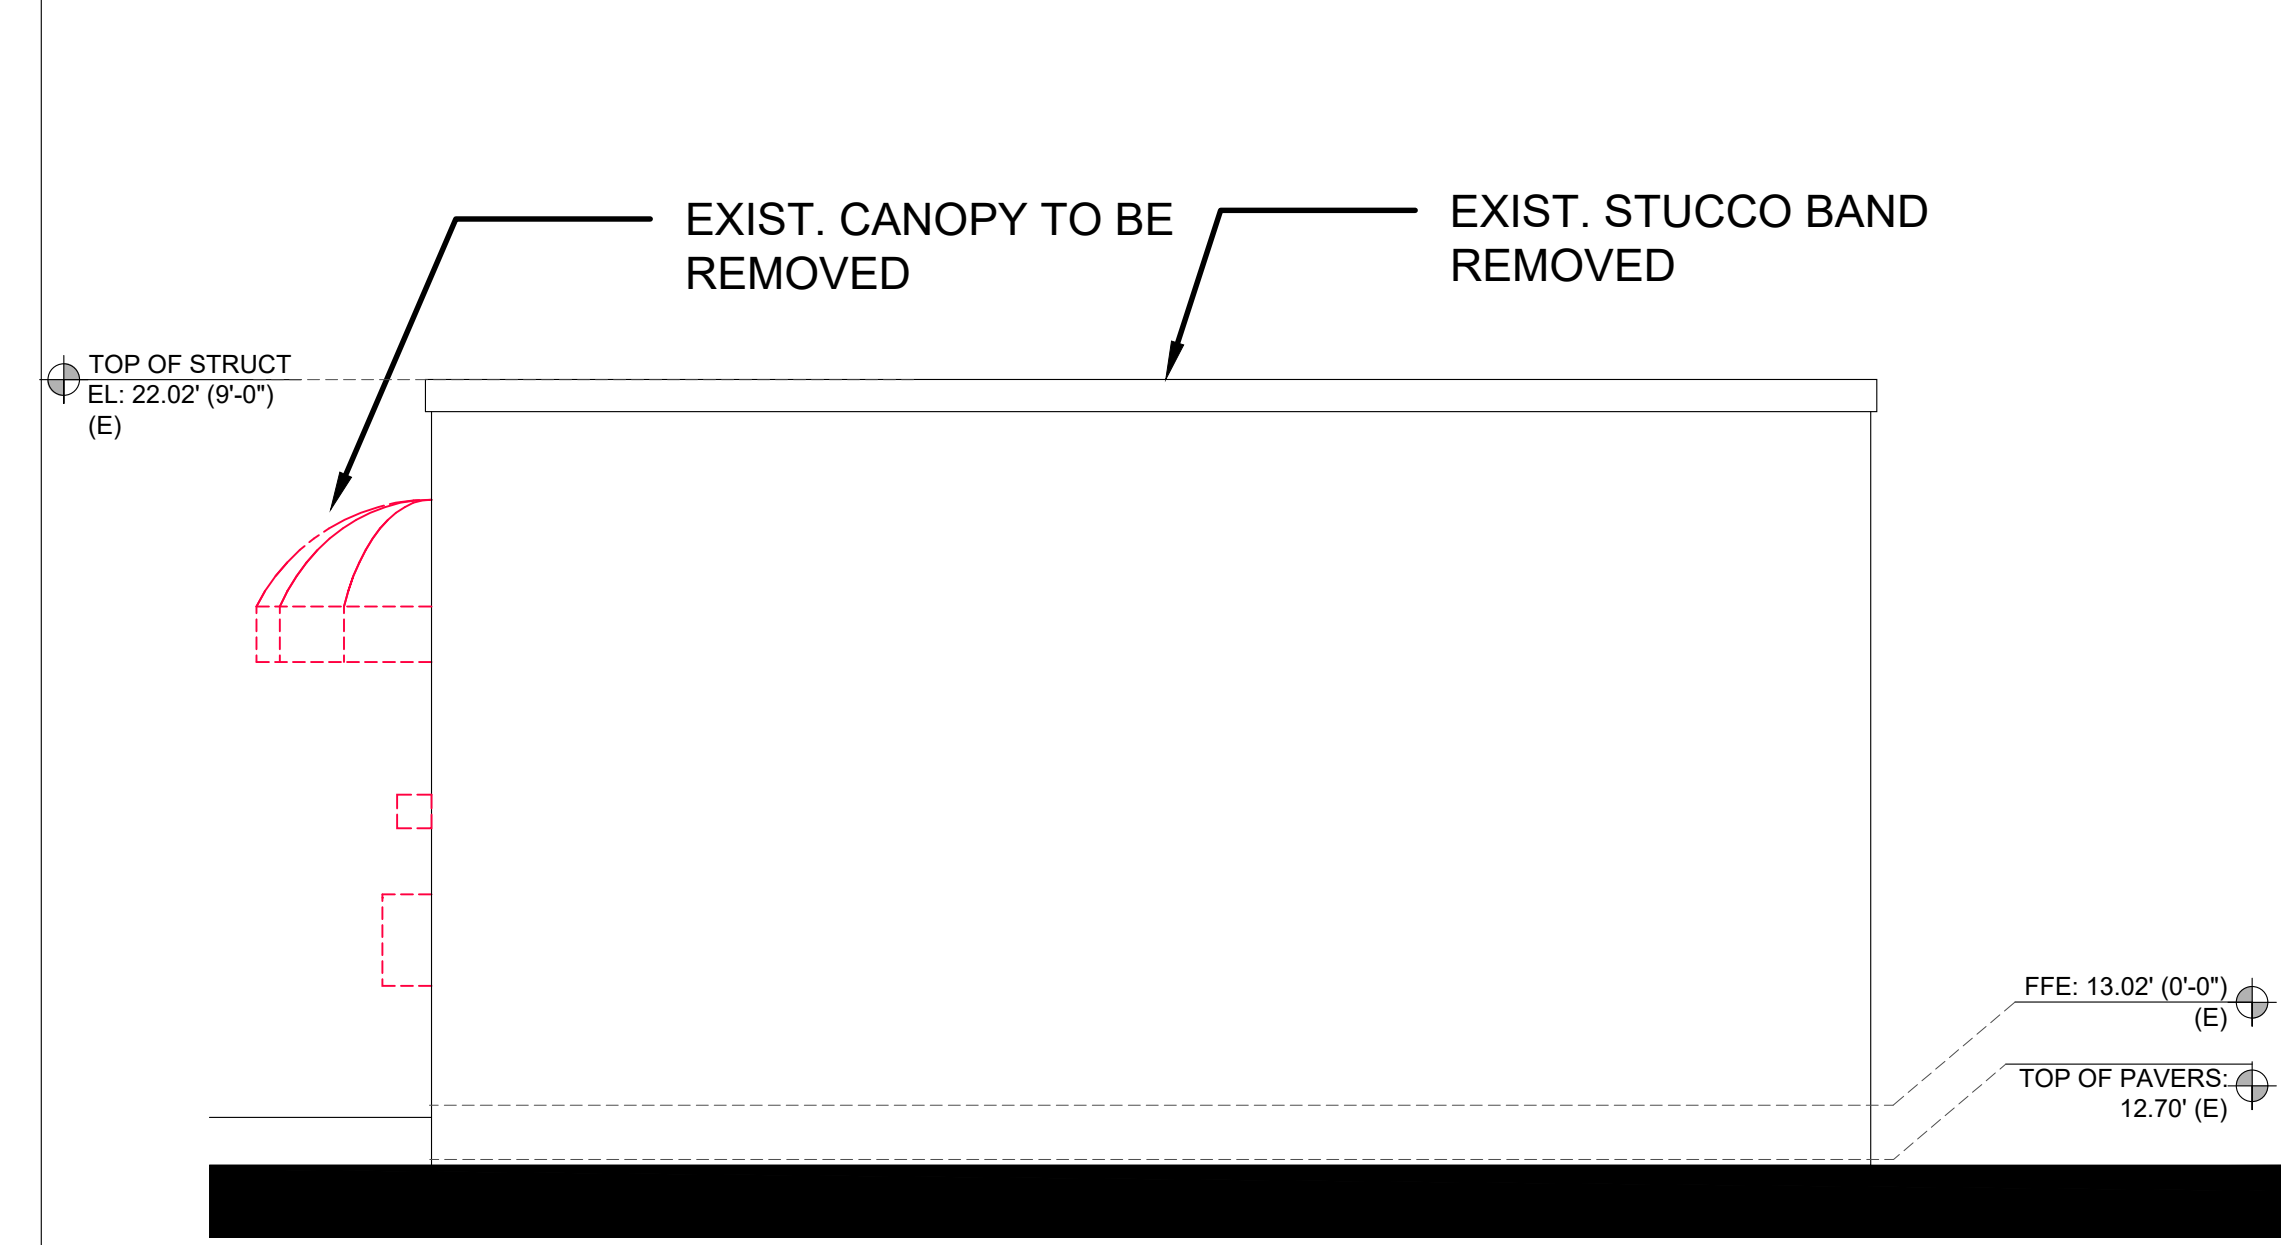 EXIST. CANOPY TO BE
REMOVED
EXIST. STUCCO BAND
REMOVED
TOP OF STRUCT
EL: 22.02' (9'-0")
(E)
FFE: 13.02' (0'-0")
(E)
TOP OF PAVERS:
12.70' (E)